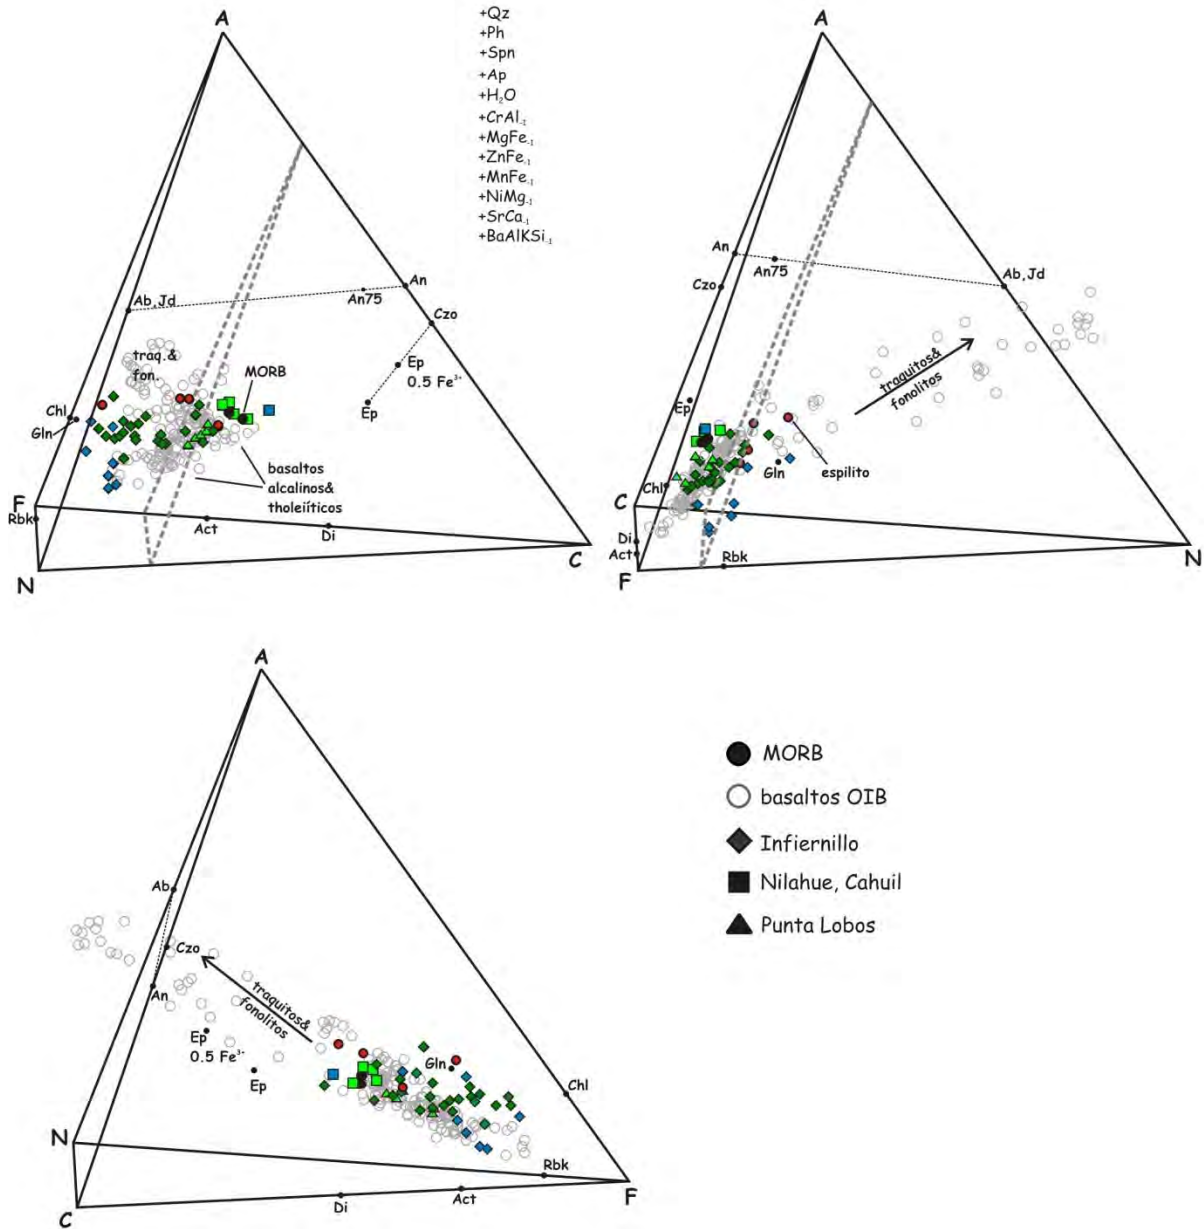 A
+Qz
+Ph
+Spn
+Ap
+H₂O
+CrAl₋₁
+MgFe₋₁
+ZnFe₋₁
+MnFe₋₁
+NiMg₋₁
+SrCa₋₁
+BaAlKSi₋₁
An
Ab,Jd
An75
Czo
traq.&
fon.
MORB
Ep
0.5 Fe³⁺
Ep
Chl
Gln
basaltos
alcalinos&
tholeiíticos
F
Rbk
Act
Di
C
N
A
An
An75
Ab,Jd
Czo
traquitos&
fonolitos
Ep
espilito
Gln
Chl
C
Di
Act
F
Rbk
N
A
Ab
Czo
An
traquitos&
fonolitos
Ep
0.5 Fe³⁺
Ep
Gln
Chl
N
Rbk
F
Act
Di
C
MORB
basaltos OIB
Infiernillo
Nilahue, Cahuil
Punta Lobos